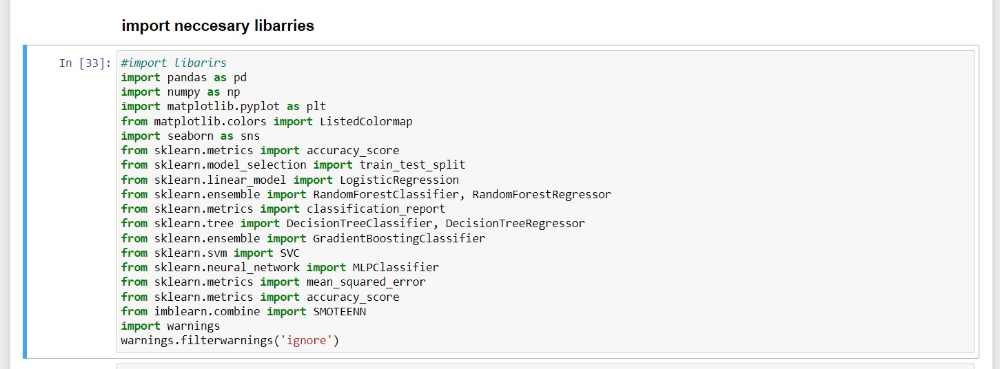 import neccesary libarries
In [33]: #import libarirs
import pandas as pd
import numpy as np
import matplotlib.pyplot as plt
from matplotlib.colors import ListedColormap
import seaborn as sns
from sklearn.metrics import accuracy_score
from sklearn.model_selection import train_test_split
from sklearn.linear_model import LogisticRegression
from sklearn.ensemble import RandomForestClassifier, RandomForestRegressor
from sklearn.metrics import classification_report
from sklearn.tree import DecisionTreeClassifier, DecisionTreeRegressor
from sklearn.ensemble import GradientBoostingClassifier
from sklearn.svm import SVC
from sklearn.neural_network import MLPClassifier
from sklearn.metrics import mean_squared_error
from sklearn.metrics import accuracy_score
from imblearn.combine import SMOTEENN
import warnings
warnings.filterwarnings('ignore')